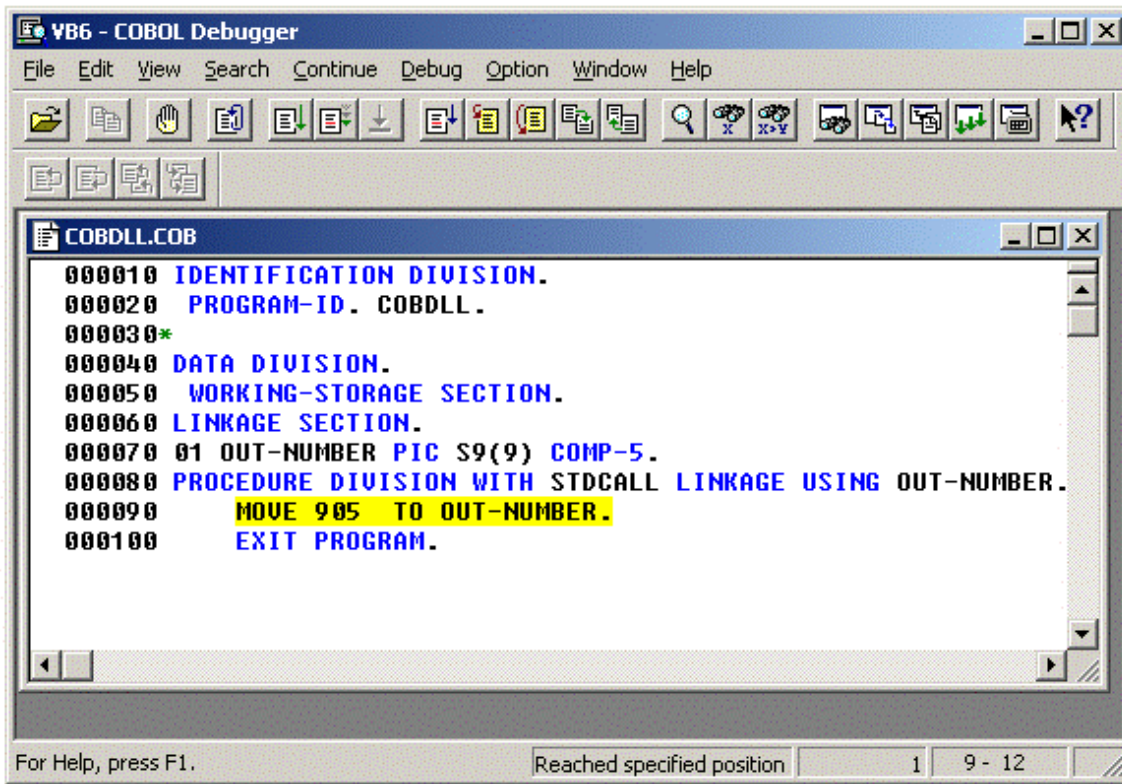 VB6 - COBOL Debugger
File Edit View Search Continue Debug Option Window Help
X X>Y
?
COBDLL.COB
000010 IDENTIFICATION DIVISION.
000020  PROGRAM-ID. COBDLL.
000030*
000040 DATA DIVISION.
000050  WORKING-STORAGE SECTION.
000060 LINKAGE SECTION.
000070 01 OUT-NUMBER PIC S9(9) COMP-5.
000080 PROCEDURE DIVISION WITH STDCALL LINKAGE USING OUT-NUMBER.
000090     MOVE 905  TO OUT-NUMBER.
000100     EXIT PROGRAM.
For Help, press F1. Reached specified position 1 9 - 12